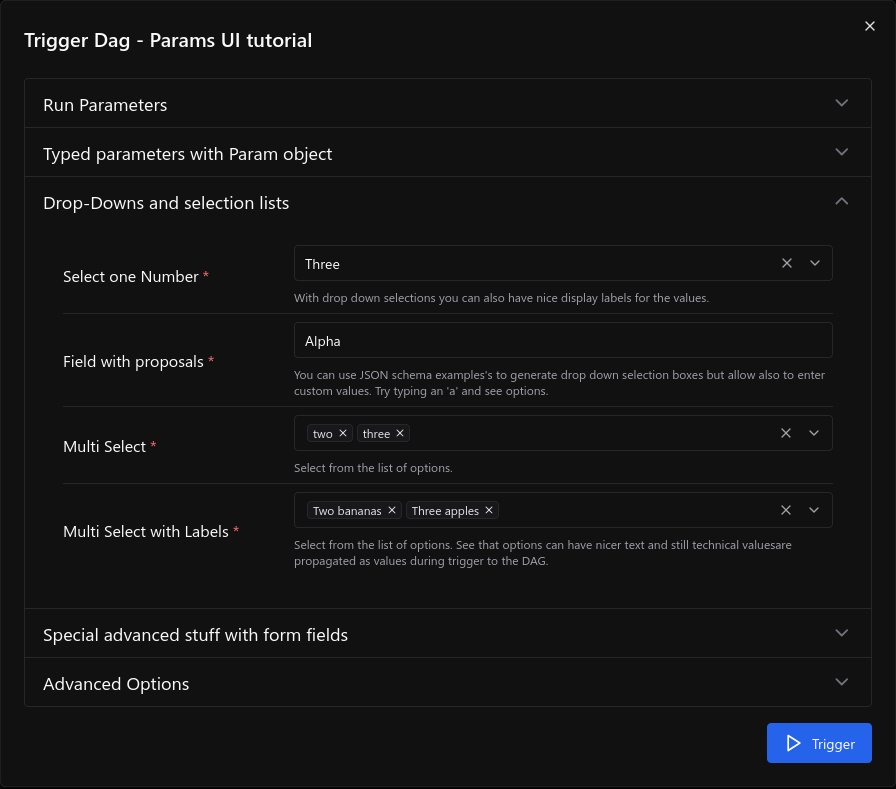 Trigger Dag - Params UI tutorial
Run Parameters
Typed parameters with Param object
Drop-Downs and selection lists
Select one Number *
Three
With drop down selections you can also have nice display labels for the values.
Field with proposals *
Alpha
You can use JSON schema examples's to generate drop down selection boxes but allow also to enter
custom values. Try typing an 'a' and see options.
Multi Select *
two three
Select from the list of options.
Multi Select with Labels *
Two bananas Three apples
Select from the list of options. See that options can have nicer text and still technical valuesare
propagated as values during trigger to the DAG.
Special advanced stuff with form fields
Advanced Options
Trigger